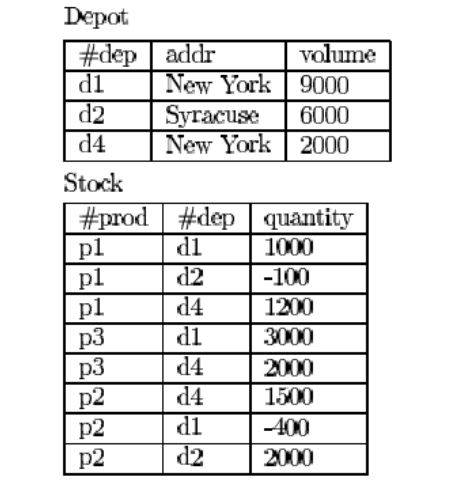 Depot
#dep addr volume
d1 New York 9000
d2 Syracuse 6000
d4 New York 2000
Stock
#prod #dep quantity
p1 d1 1000
p1 d2 -100
p1 d4 1200
p3 d1 3000
p3 d4 2000
p2 d4 1500
p2 d1 -400
p2 d2 2000